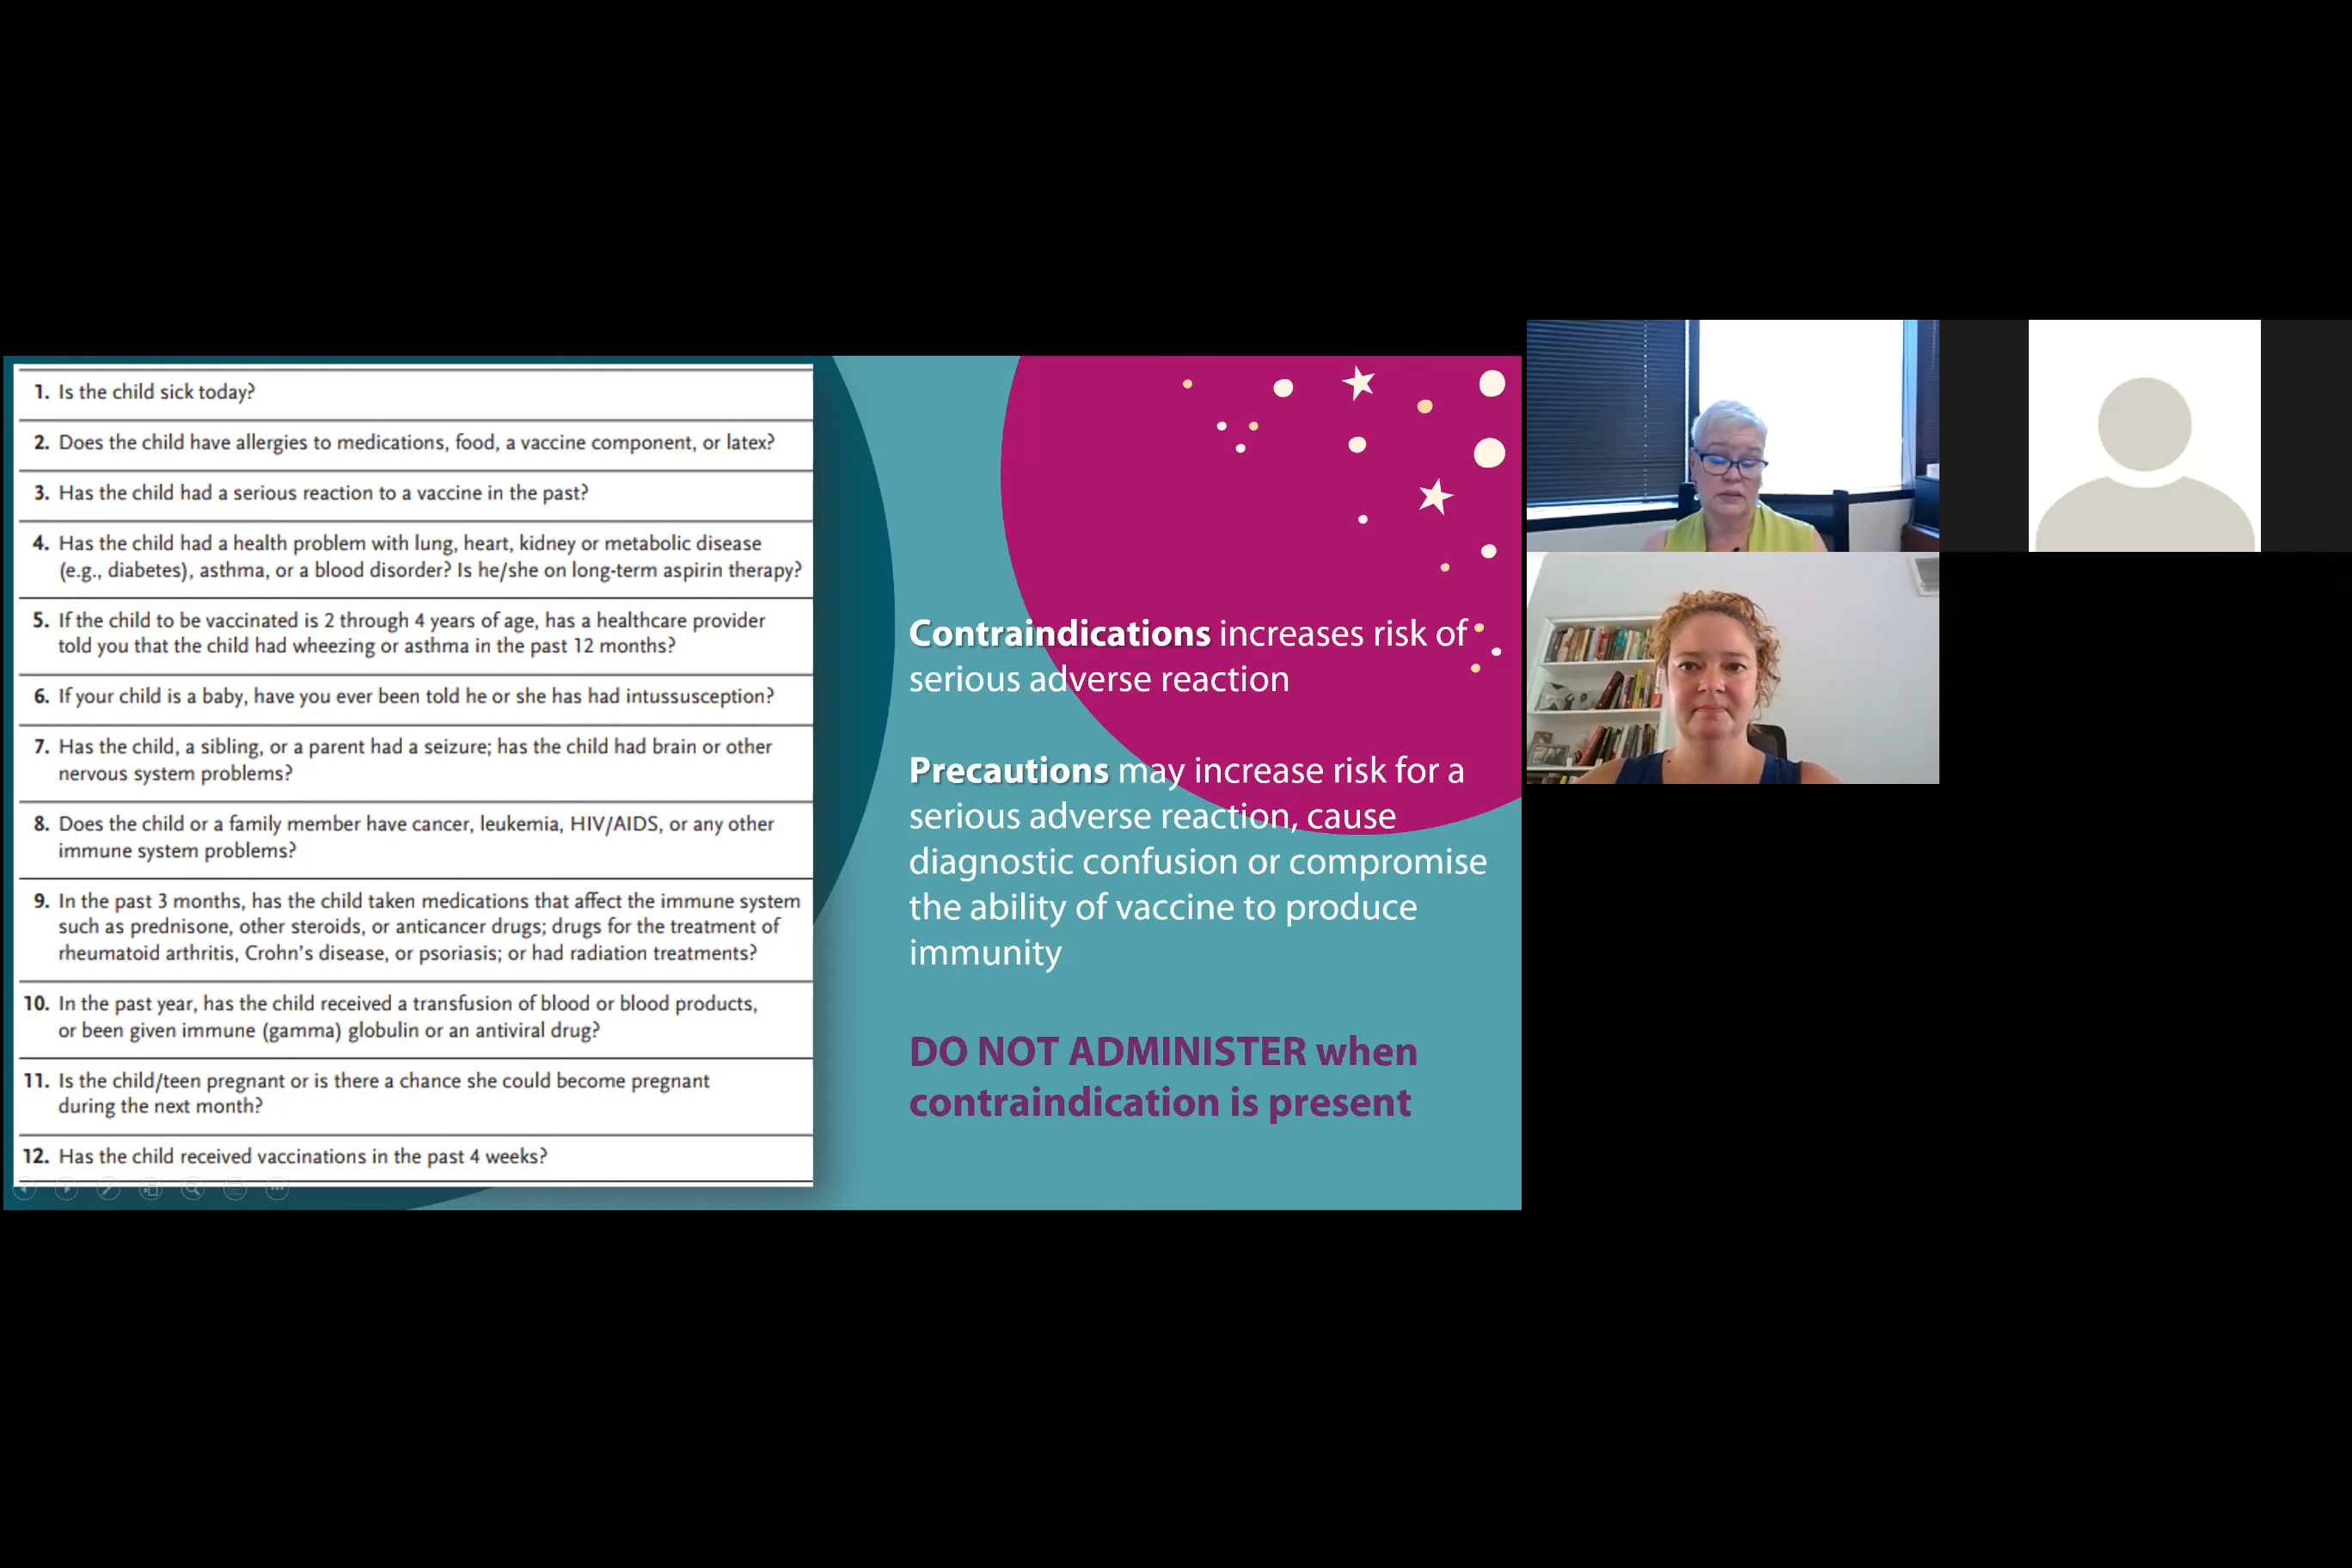 1. Is the child sick today?
2. Does the child have allergies to medications, food, a vaccine component, or latex?
3. Has the child had a serious reaction to a vaccine in the past?
4. Has the child had a health problem with lung, heart, kidney or metabolic disease
(e.g., diabetes), asthma, or a blood disorder? Is he/she on long-term aspirin therapy?
5. If the child to be vaccinated is 2 through 4 years of age, has a healthcare provider
told you that the child had wheezing or asthma in the past 12 months?
6. If your child is a baby, have you ever been told he or she has had intussusception?
7. Has the child, a sibling, or a parent had a seizure; has the child had brain or other
nervous system problems?
8. Does the child or a family member have cancer, leukemia, HIV/AIDS, or any other
immune system problems?
9. In the past 3 months, has the child taken medications that affect the immune system
such as prednisone, other steroids, or anticancer drugs; drugs for the treatment of
rheumatoid arthritis, Crohn's disease, or psoriasis; or had radiation treatments?
10. In the past year, has the child received a transfusion of blood or blood products,
or been given immune (gamma) globulin or an antiviral drug?
11. Is the child/teen pregnant or is there a chance she could become pregnant
during the next month?
12. Has the child received vaccinations in the past 4 weeks?
Contraindications increases risk of
serious adverse reaction
Precautions may increase risk for a
serious adverse reaction, cause
diagnostic confusion or compromise
the ability of vaccine to produce
immunity
DO NOT ADMINISTER when
contraindication is present